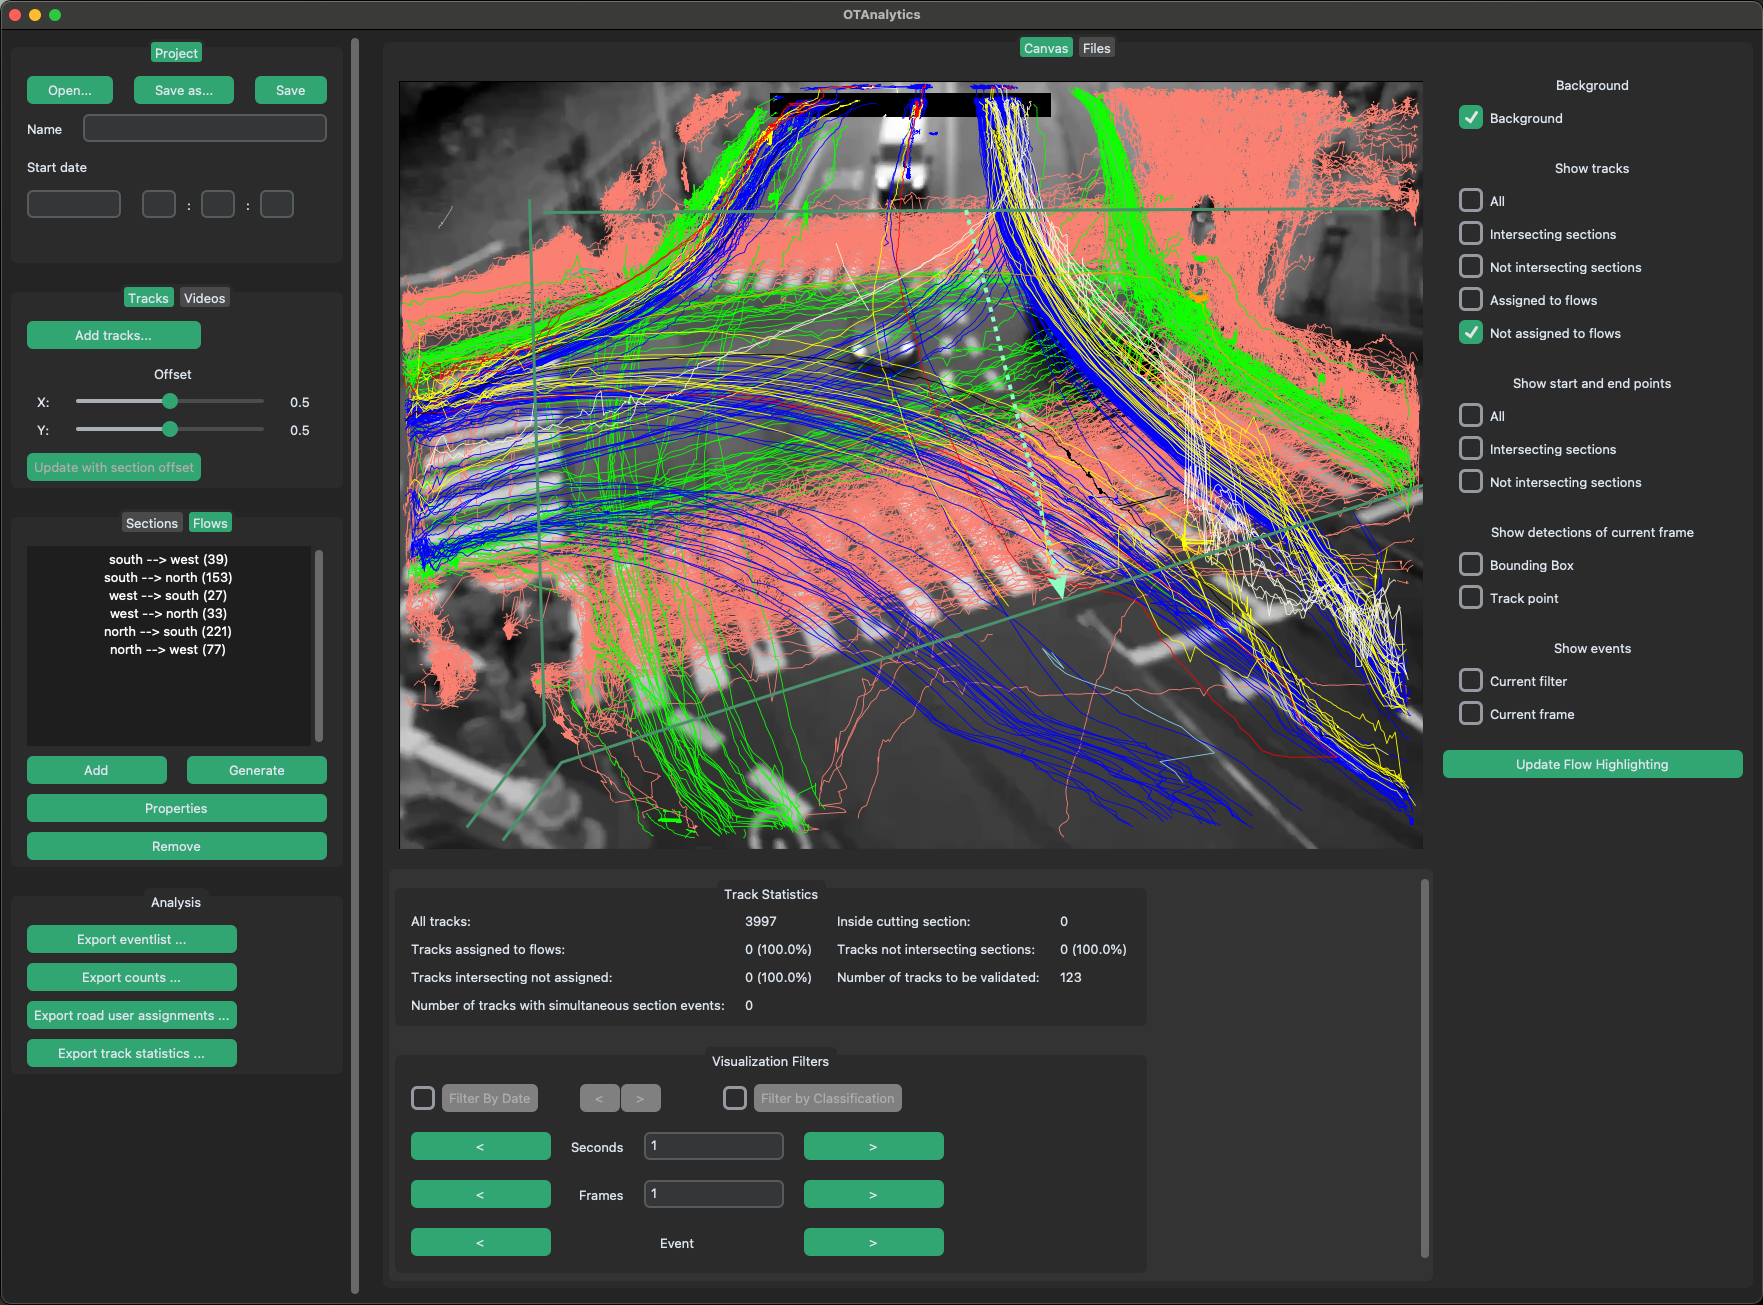 OTAnalytics
Project
Open...
Save as...
Save
Name
Start date
:
:
Tracks
Videos
Add tracks...
Offset
X:
0.5
Y:
0.5
Update with section offset
Sections
Flows
south --> west (39)
south --> north (153)
west --> south (27)
west --> north (33)
north --> south (221)
north --> west (77)
Add
Generate
Properties
Remove
Analysis
Export eventlist ...
Export counts ...
Export road user assignments ...
Export track statistics ...
Canvas
Files
Track Statistics
All tracks:
3997
Inside cutting section:
0
Tracks assigned to flows:
0 (100.0%)
Tracks not intersecting sections:
0 (100.0%)
Tracks intersecting not assigned:
0 (100.0%)
Number of tracks to be validated:
123
Number of tracks with simultaneous section events:
0
Visualization Filters
Filter By Date
<
>
Filter by Classification
<
Seconds
1
>
<
Frames
1
>
<
Event
>
Background
Background
Show tracks
All
Intersecting sections
Not intersecting sections
Assigned to flows
Not assigned to flows
Show start and end points
All
Intersecting sections
Not intersecting sections
Show detections of current frame
Bounding Box
Track point
Show events
Current filter
Current frame
Update Flow Highlighting